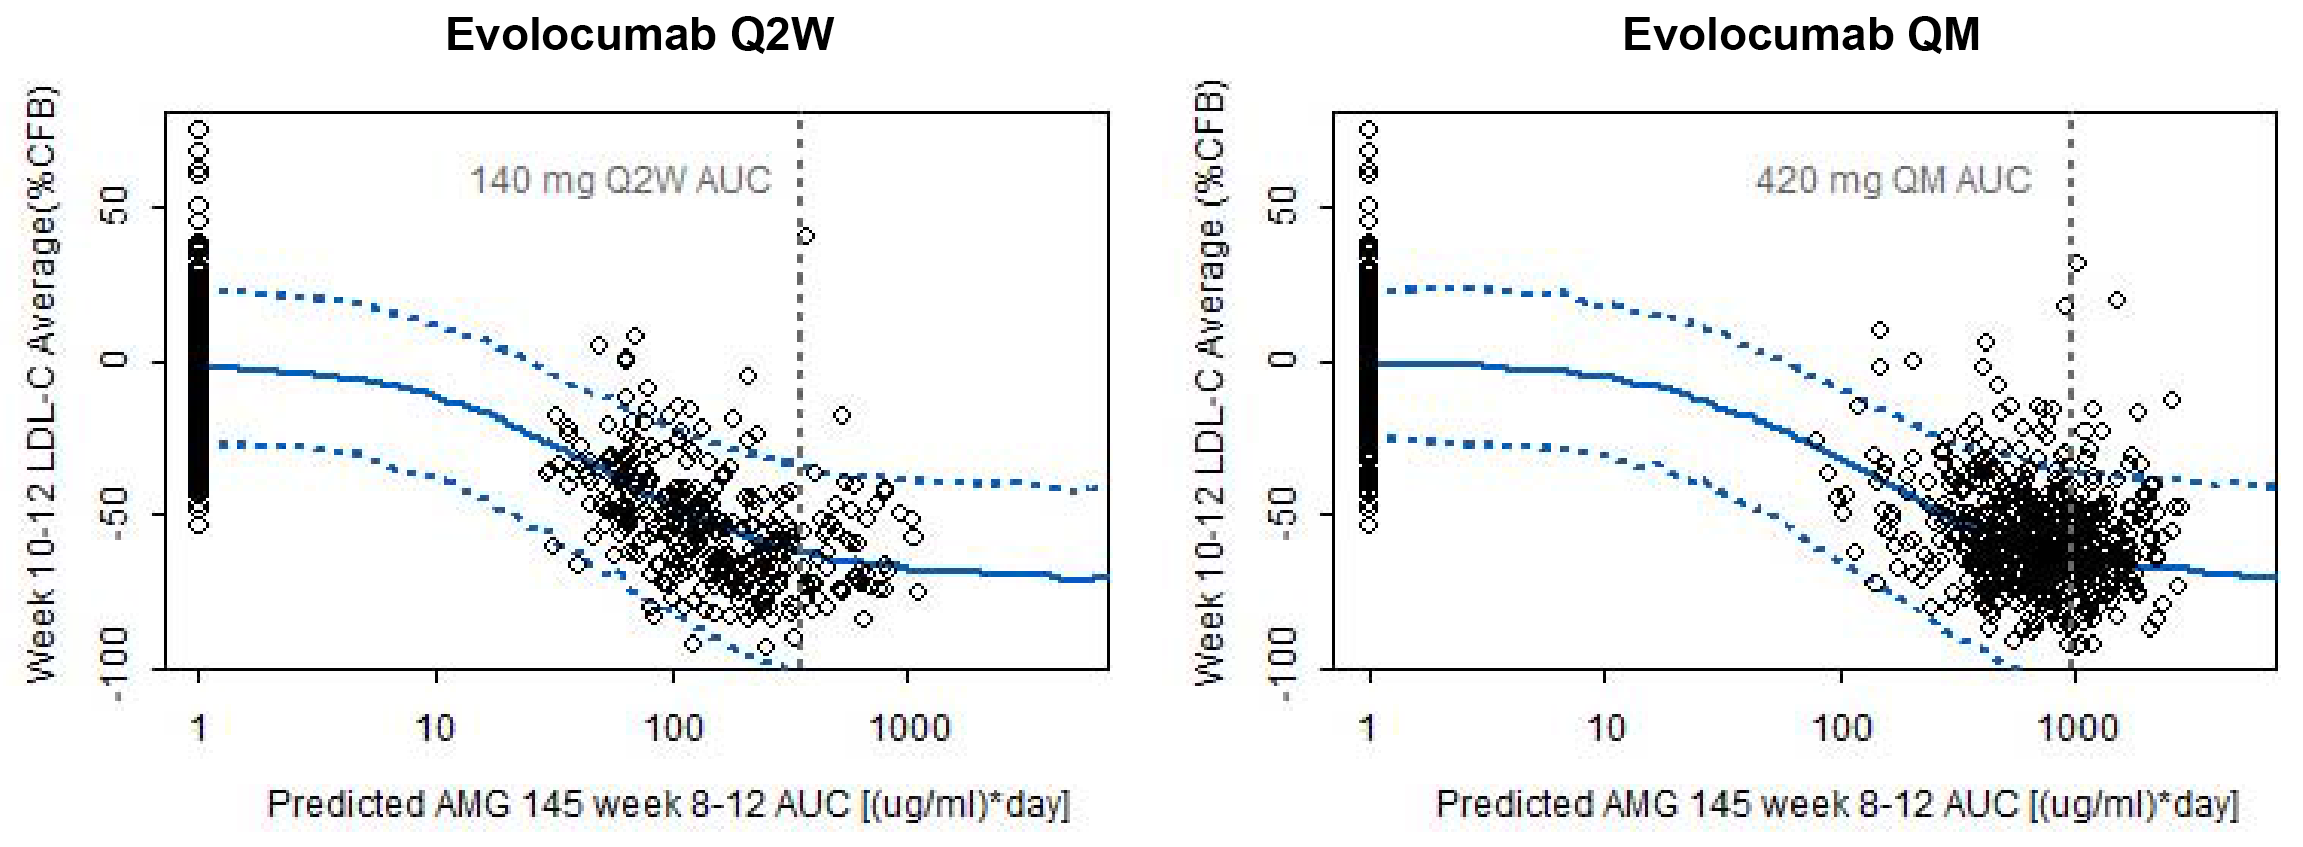 Evolocumab Q2W
Week 10-12 LDL-C Average(%CFB)
50
0
-50
-100
140 mg Q2W AUC
1 10 100 1000
Predicted AMG 145 week 8-12 AUC [(ug/ml)*day]
Evolocumab QM
Week 10-12 LDL-C Average (%CFB)
50
0
-50
-100
420 mg QM AUC
1 10 100 1000
Predicted AMG 145 week 8-12 AUC [(ug/ml)*day]